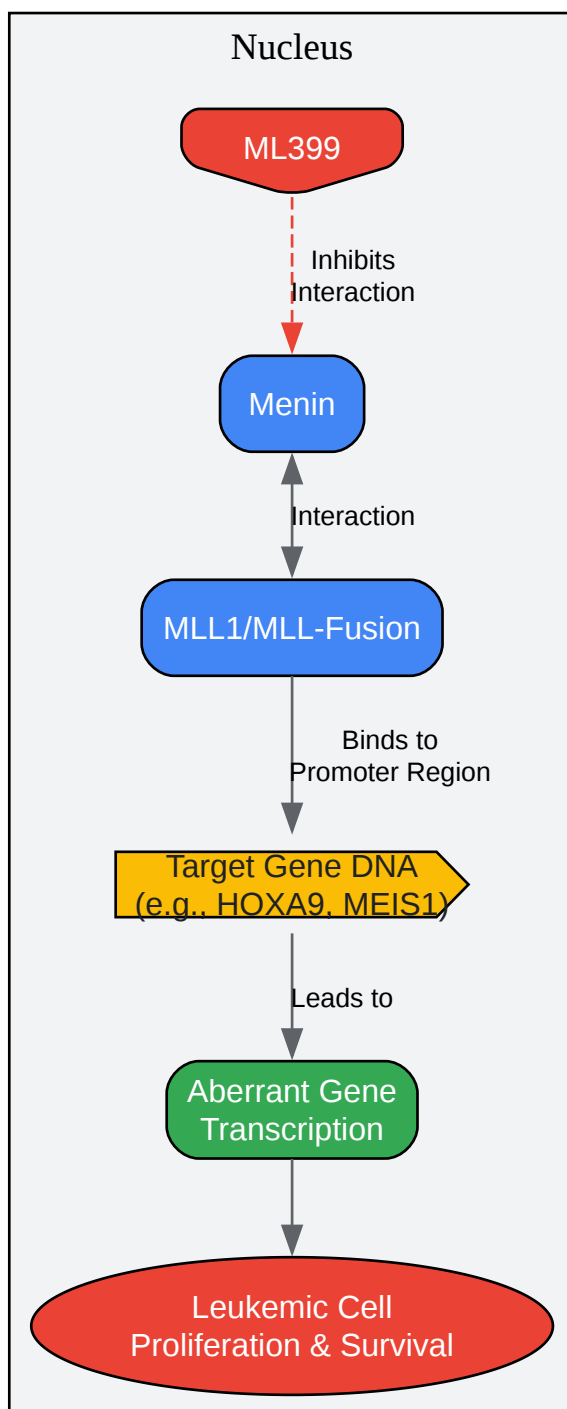 Nucleus
ML399
Inhibits
Interaction
Menin
Interaction
MLL1/MLL-Fusion
Binds to
Promoter Region
Target Gene DNA
(e.g., HOXA9, MEIS1)
Leads to
Aberrant Gene
Transcription
Leukemic Cell
Proliferation & Survival